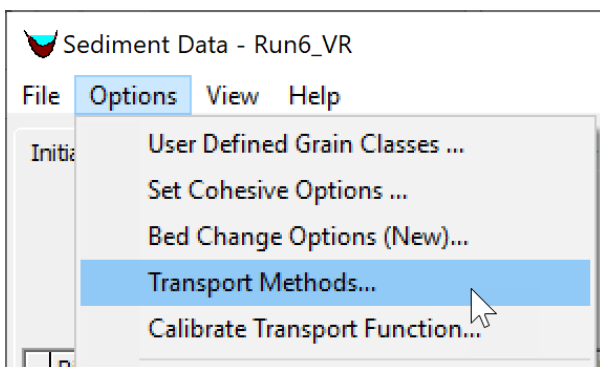 Sediment Data - Run6_VR
File Options View Help
Initia
User Defined Grain Classes ...
Set Cohesive Options ...
Bed Change Options (New)...
Transport Methods...
Calibrate Transport Function...